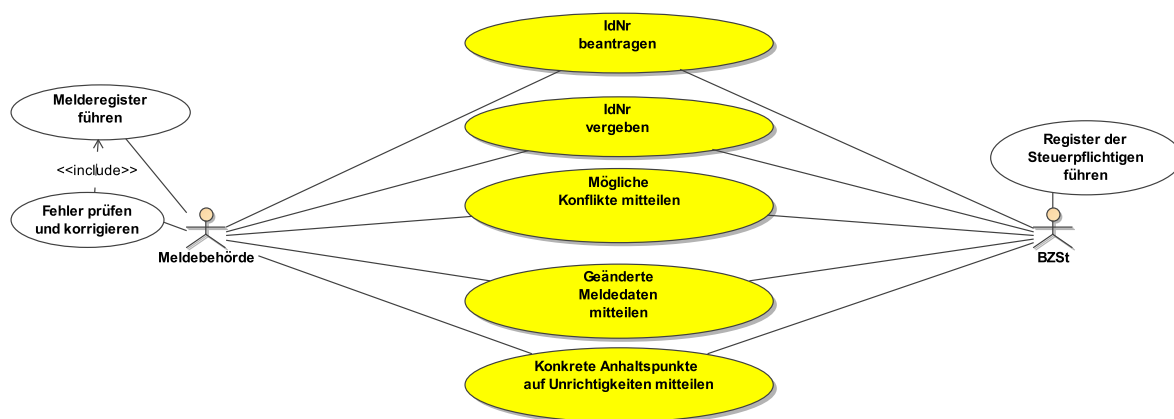 IdNr
beantragen
Melderegister
führen
IdNr
vergeben
Register der
Steuerpflichtigen
führen
<<include>>
Mögliche
Konflikte mitteilen
Fehler prüfen
und korrigieren
Meldebehörde
BZSt
Geänderte
Meldedaten
mitteilen
Konkrete Anhaltspunkte
auf Unrichtigkeiten mitteilen